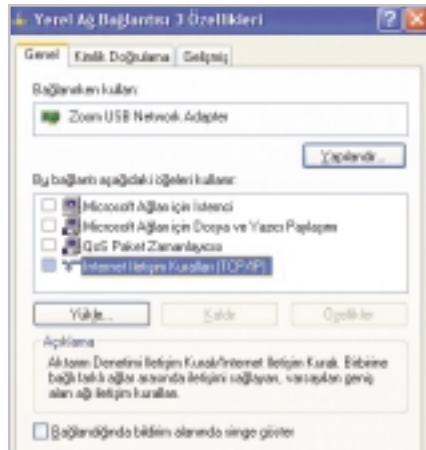 Yerel Ağ Bağlantısı 3 Özellikleri
Genel Kimlik Doğrulama Gelişmiş
Bağlanırken kullan:
Zoom USB Network Adapter
Yapılandır...
Bu bağlantı aşağıdaki öğeleri kullanır:
Microsoft Ağları için İstemci
Microsoft Ağları için Dosya ve Yazıcı Paylaşımı
QoS Paket Zamanlayıcısı
Internet İletişim Kuralları (TCP/IP)
Yükle... Kaldır Özellikler
Açıklama
Aktarım Denetimi İletişim Kuralı/Internet İletişim Kuralı. Birbirine
bağlı farklı ağlar arasında iletişimi sağlayan, varsayılan geniş
alan ağı iletişim kuralları.
Bağlandığında bildirim alanında simge göster